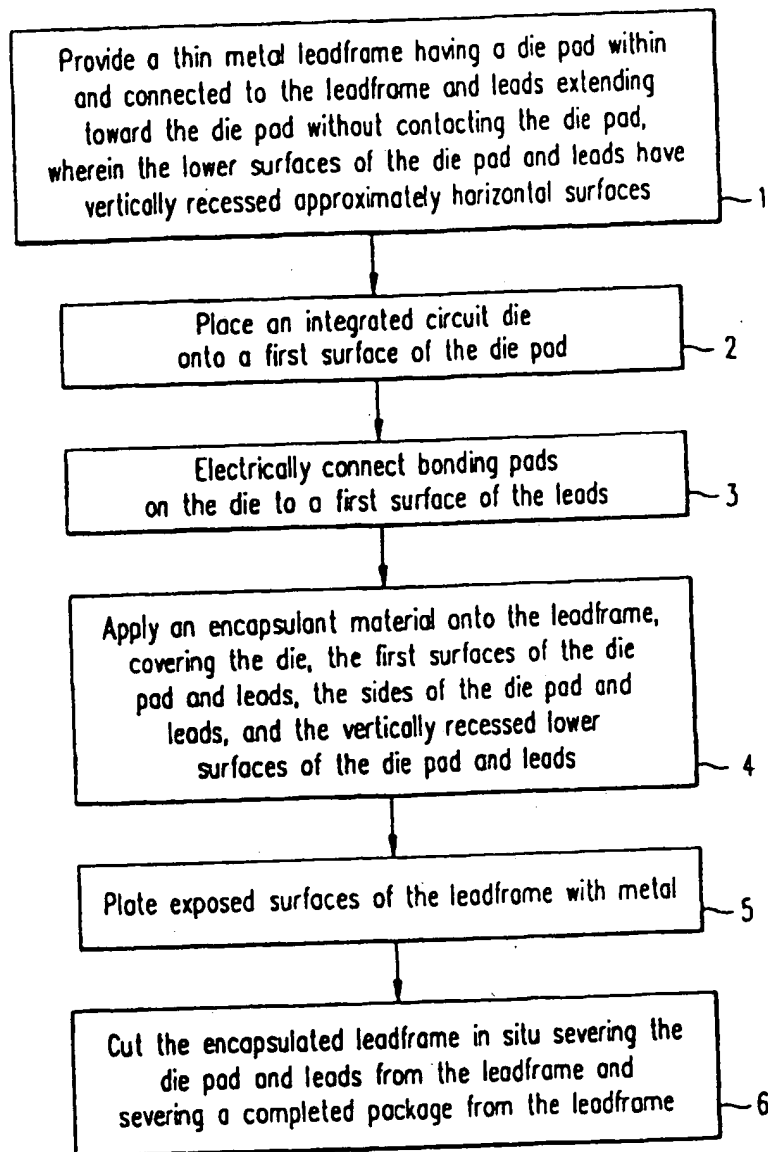 Provide a thin metal leadframe having a die pad within
and connected to the leadframe and leads extending
toward the die pad without contacting the die pad,
wherein the lower surfaces of the die pad and leads have
vertically recessed approximately horizontal surfaces
1
Place an integrated circuit die
onto a first surface of the die pad
2
Electrically connect bonding pads
on the die to a first surface of the leads
3
Apply an encapsulant material onto the leadframe,
covering the die, the first surfaces of the die
pad and leads, the sides of the die pad and
leads, and the vertically recessed lower
surfaces of the die pad and leads
4
Plate exposed surfaces of the leadframe with metal
5
Cut the encapsulated leadframe in situ severing the
die pad and leads from the leadframe and
severing a completed package from the leadframe
6